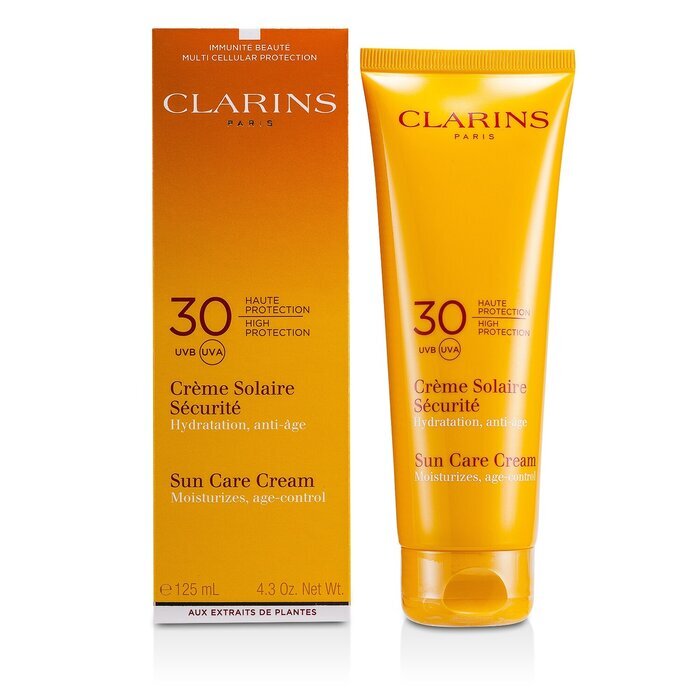 IMMUNITÉ BEAUTÉ
MULTI CELLULAR PROTECTION
CLARINS
PARIS
30
HAUTE
PROTECTION
HIGH
PROTECTION
UVB UVA
Crème Solaire
Sécurité
Hydratation, anti-âge
Sun Care Cream
Moisturizes, age-control
℮ 125 mL 4.3 Oz. Net Wt.
AUX EXTRAITS DE PLANTES
CLARINS
PARIS
30
HAUTE
PROTECTION
HIGH
PROTECTION
UVB UVA
Crème Solaire
Sécurité
Hydratation, anti-âge
Sun Care Cream
Moisturizes, age-control